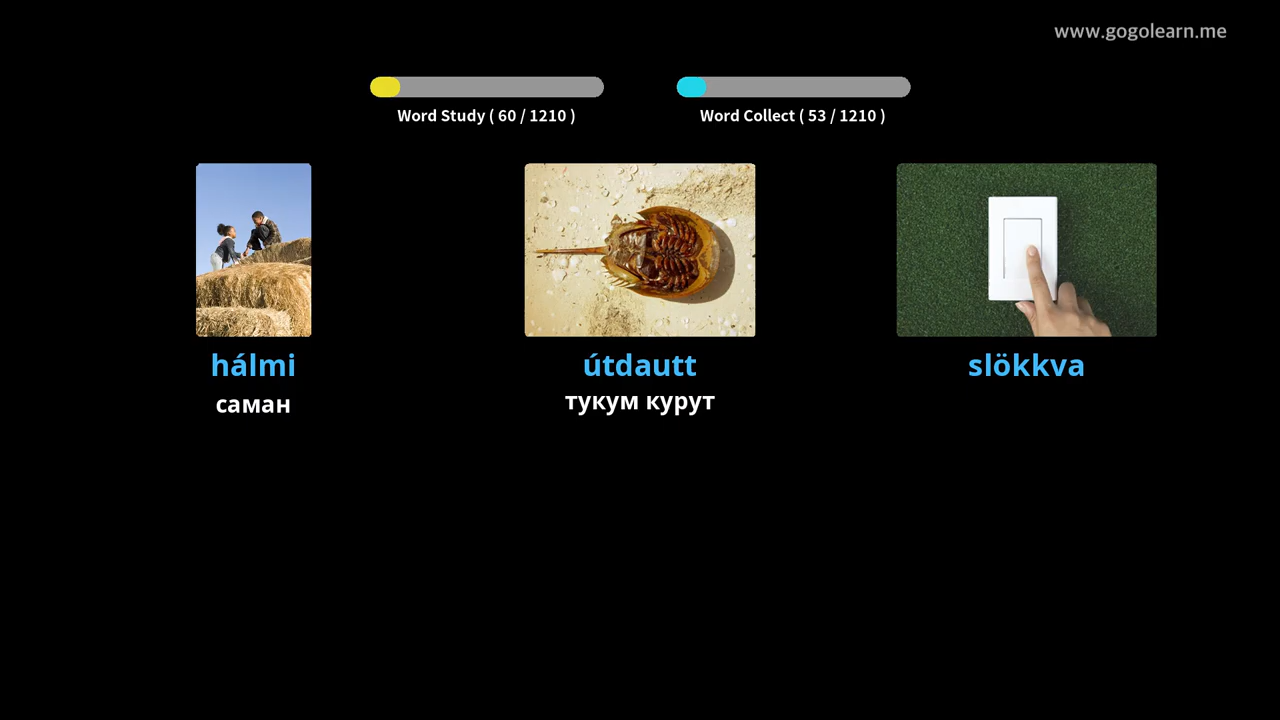 www.gogolearn.me
Word Study ( 60 / 1210 )
Word Collect ( 53 / 1210 )
hálmi
саман
útdautt
тукум курут
slökkva